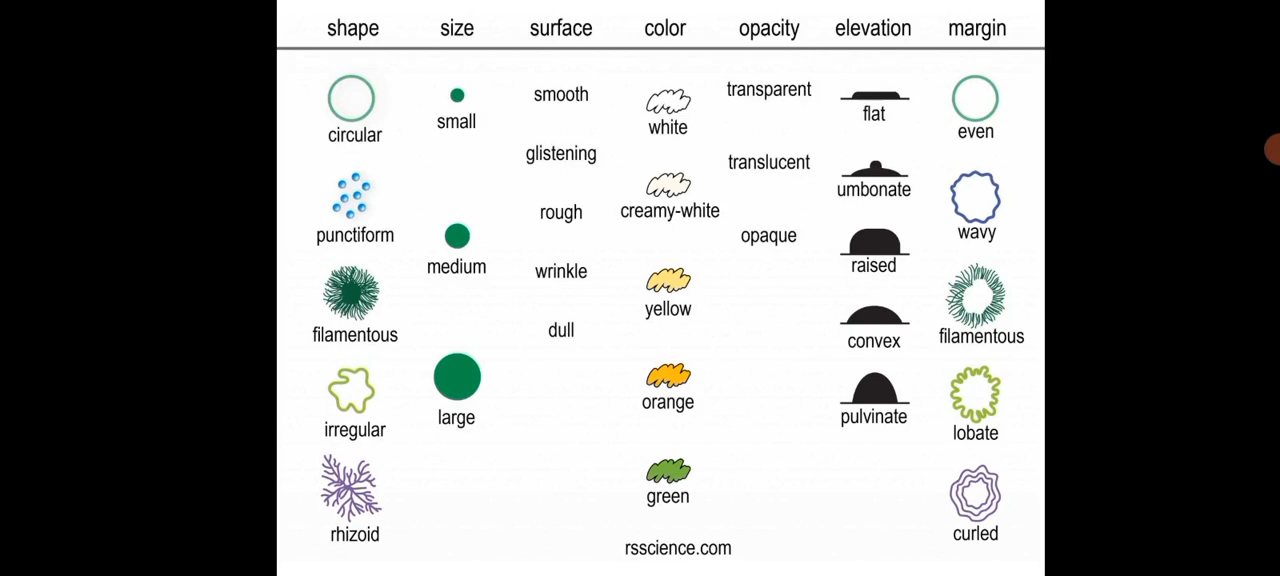 shape size surface color opacity elevation margin
circular small smooth white transparent flat even
glistening
punctiform medium rough creamy-white translucent umbonate wavy
filamentous wrinkle yellow opaque raised filamentous
dull
irregular large orange convex lobate
pulvinate
rhizoid green curled
rsscience.com